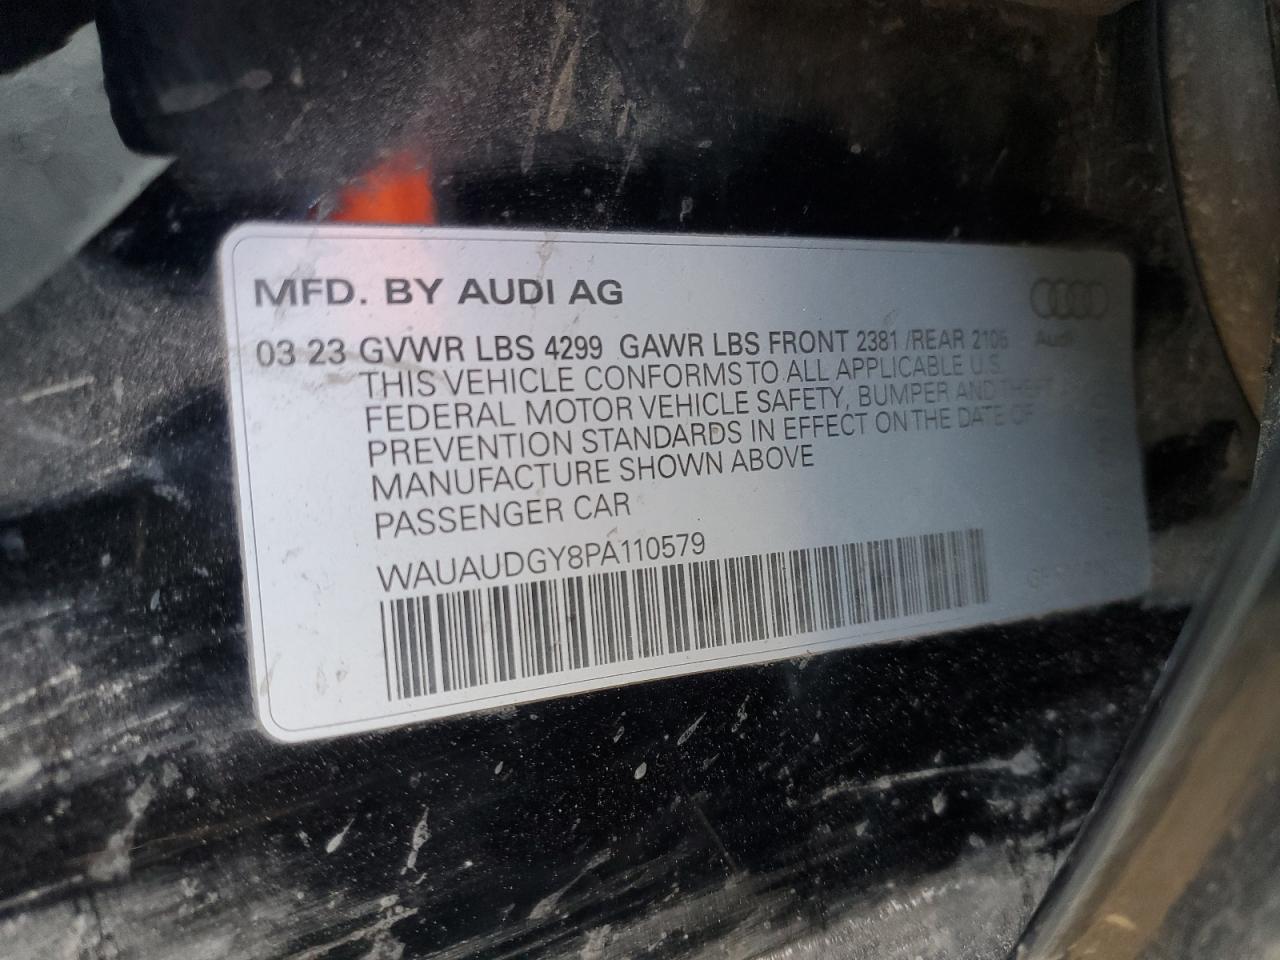 MFD. BY AUDI AG
Audi
03 23 GVWR LBS 4299 GAWR LBS FRONT 2381 /REAR 2105
THIS VEHICLE CONFORMS TO ALL APPLICABLE U.S.
FEDERAL MOTOR VEHICLE SAFETY, BUMPER AND THEFT
PREVENTION STANDARDS IN EFFECT ON THE DATE OF
MANUFACTURE SHOWN ABOVE
PASSENGER CAR
WAUAUDGY8PA110579